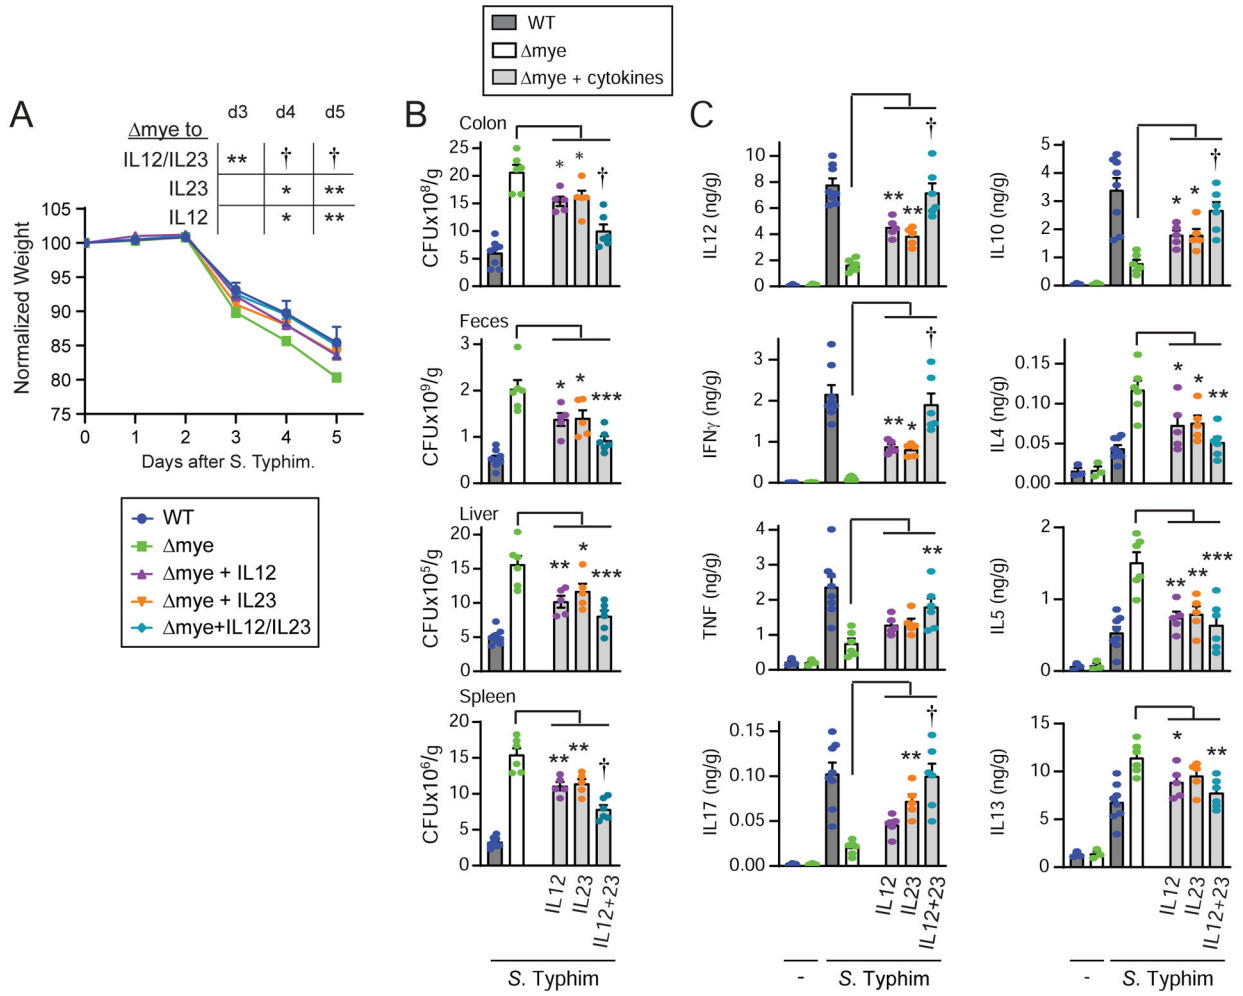 WT
Δmye
Δmye + cytokines
A
d3 d4 d5
Δmye to
IL12/IL23 ** † †
IL23 * **
IL12 * **
Normalized Weight
105
100
95
90
85
80
75
0 1 2 3 4 5
Days after S. Typhim.
WT
Δmye
Δmye + IL12
Δmye + IL23
Δmye+IL12/IL23
B
Colon
CFUx10⁸/g
25
20
15
10
5
0
* * †
Feces
CFUx10⁹/g
3
2
1
0
* * ***
Liver
CFUx10⁵/g
20
15
10
5
0
** * ***
Spleen
CFUx10⁶/g
20
15
10
5
0
** ** †
IL12 IL23 IL12+23
S. Typhim
C
IL12 (ng/g)
10
8
6
4
2
0
** ** †
IFNγ (ng/g)
3
2
1
0
** * †
TNF (ng/g)
4
3
2
1
0
**
IL17 (ng/g)
0.15
0.10
0.05
0.00
** †
IL12 IL23 IL12+23
- S. Typhim
IL10 (ng/g)
5
4
3
2
1
0
* * †
IL4 (ng/g)
0.15
0.10
0.05
0.00
* * **
IL5 (ng/g)
2
1
0
** ** ***
IL13 (ng/g)
15
10
5
0
* **
IL12 IL23 IL12+23
- S. Typhim